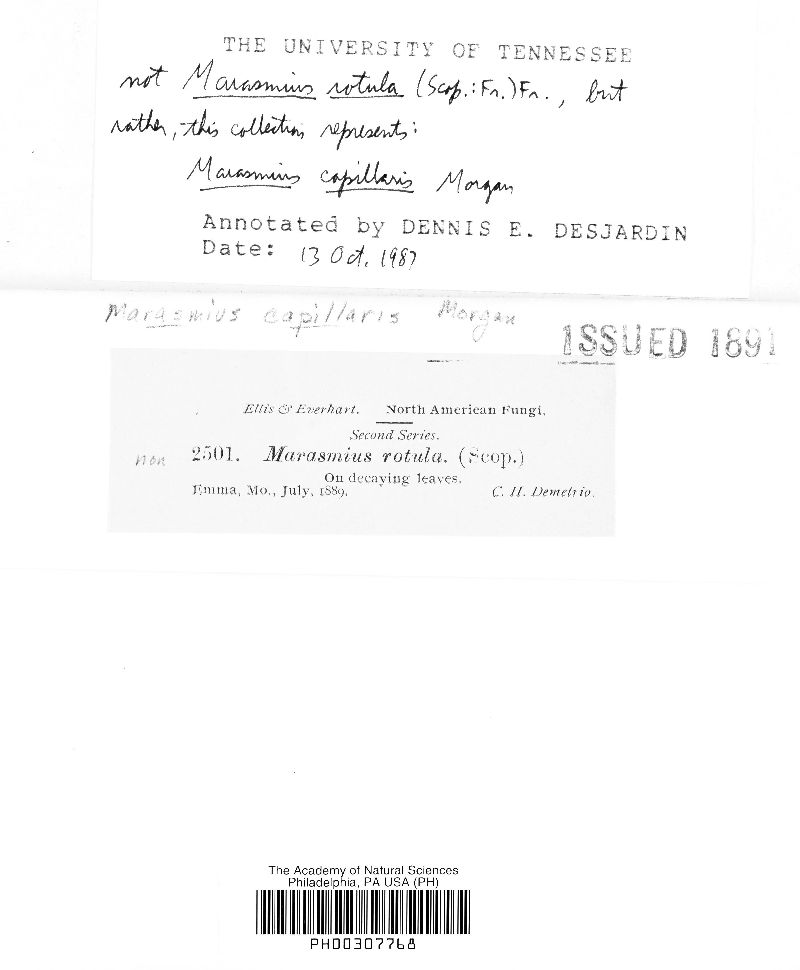 THE UNIVERSITY OF TENNESSEE
not Marasmius rotula (Scop.:Fr.)Fr., but
rather, this collection represents:
Marasmius capillaris Morgan
Annotated by DENNIS E. DESJARDIN
Date: 13 Oct. 1987
Marasmius capillaris Morgan
ISSUED 1891
Ellis & Everhart. North American Fungi.
Second Series.
non 2501. Marasmius rotula. (Scop.)
On decaying leaves.
Emma, Mo., July, 1889. C. H. Demetrio.
The Academy of Natural Sciences
Philadelphia, PA USA (PH)
PH00307768